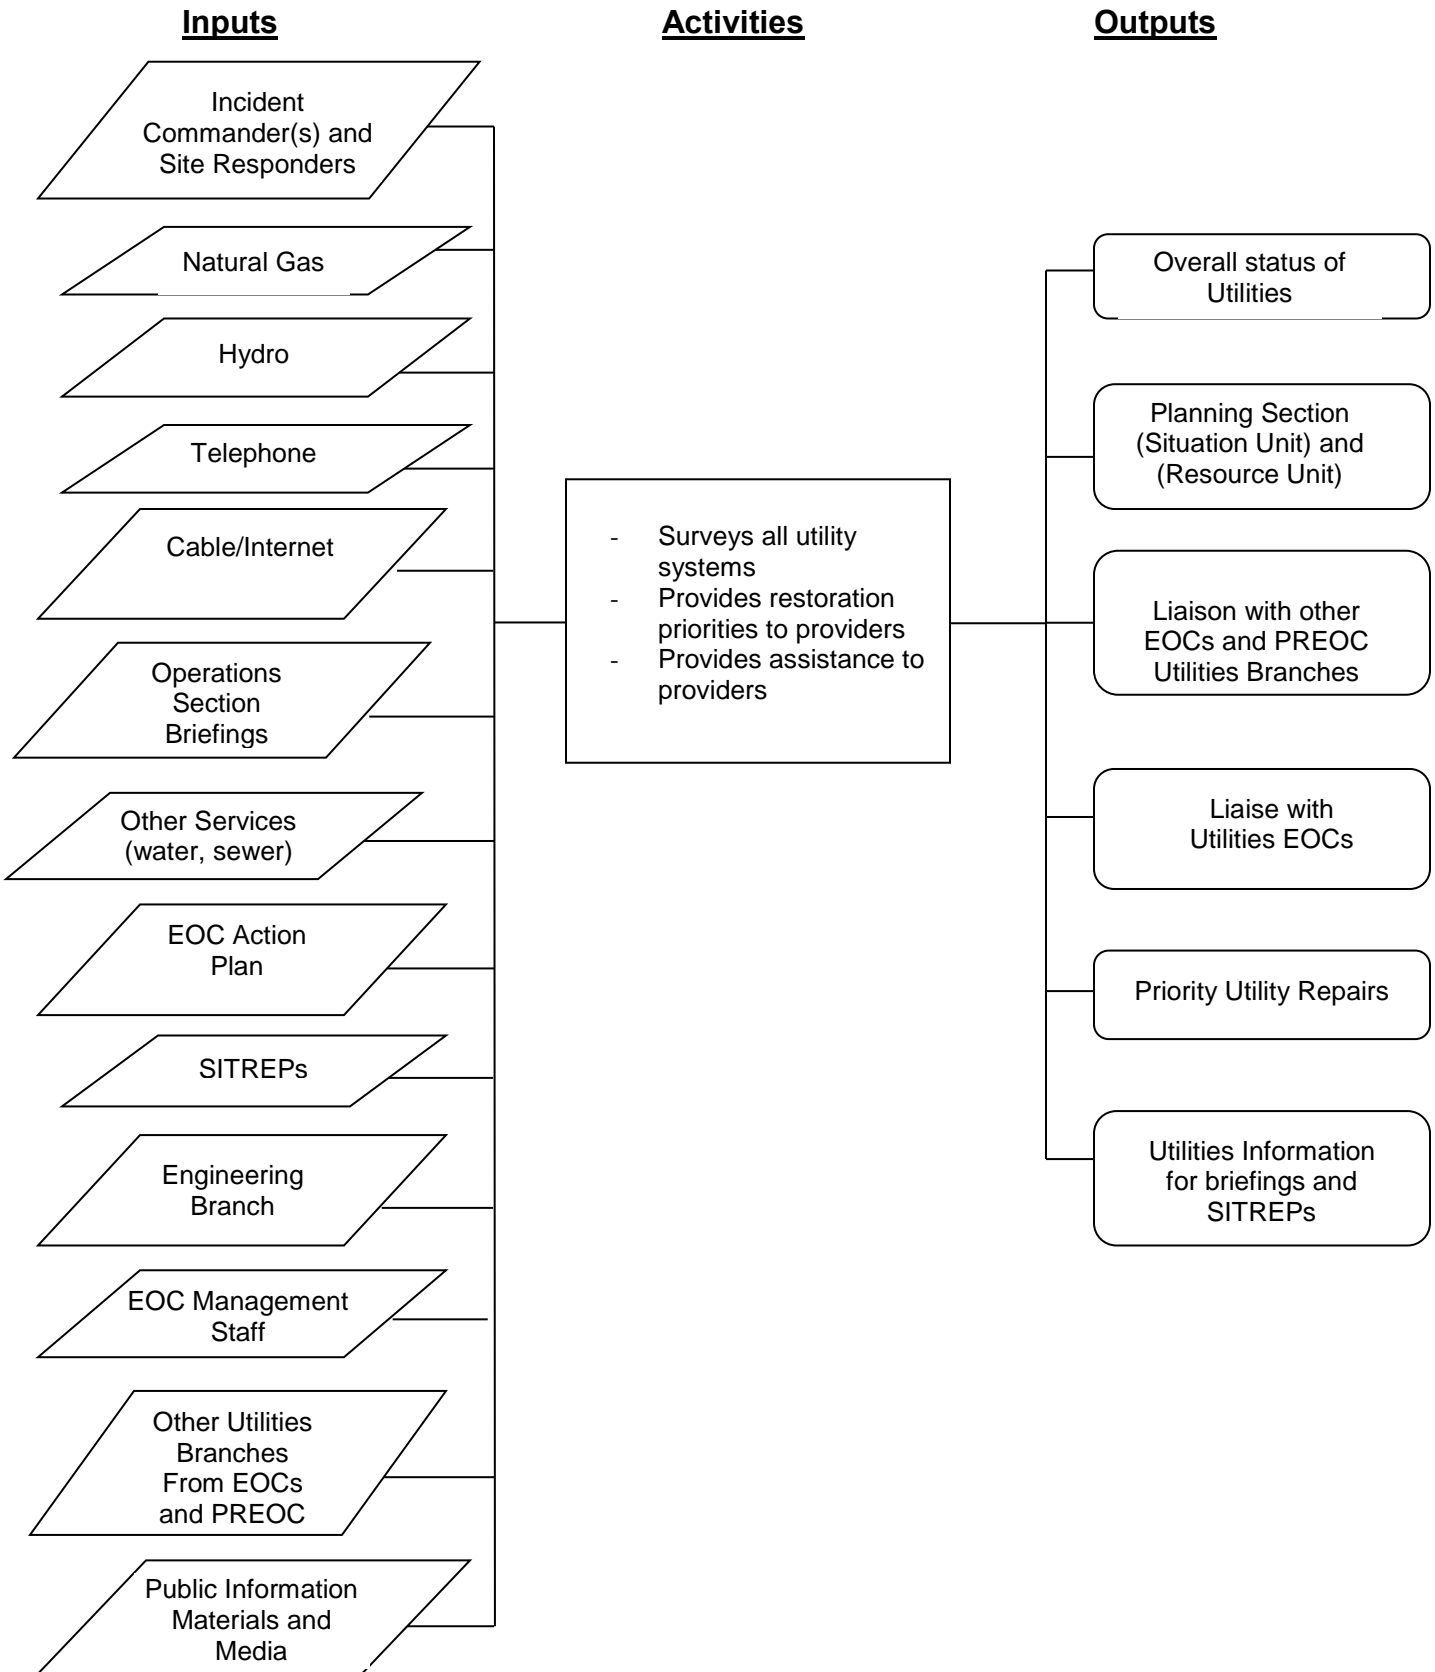 Inputs
Activities
Outputs
Incident
Commander(s) and
Site Responders
Natural Gas
Hydro
Telephone
Cable/Internet
Operations
Section
Briefings
Other Services
(water, sewer)
EOC Action
Plan
SITREPs
Engineering
Branch
EOC Management
Staff
Other Utilities
Branches
From EOCs
and PREOC
Public Information
Materials and
Media
- Surveys all utility
systems
- Provides restoration
priorities to providers
- Provides assistance to
providers
Overall status of
Utilities
Planning Section
(Situation Unit) and
(Resource Unit)
Liaison with other
EOCs and PREOC
Utilities Branches
Liaise with
Utilities EOCs
Priority Utility Repairs
Utilities Information
for briefings and
SITREPs